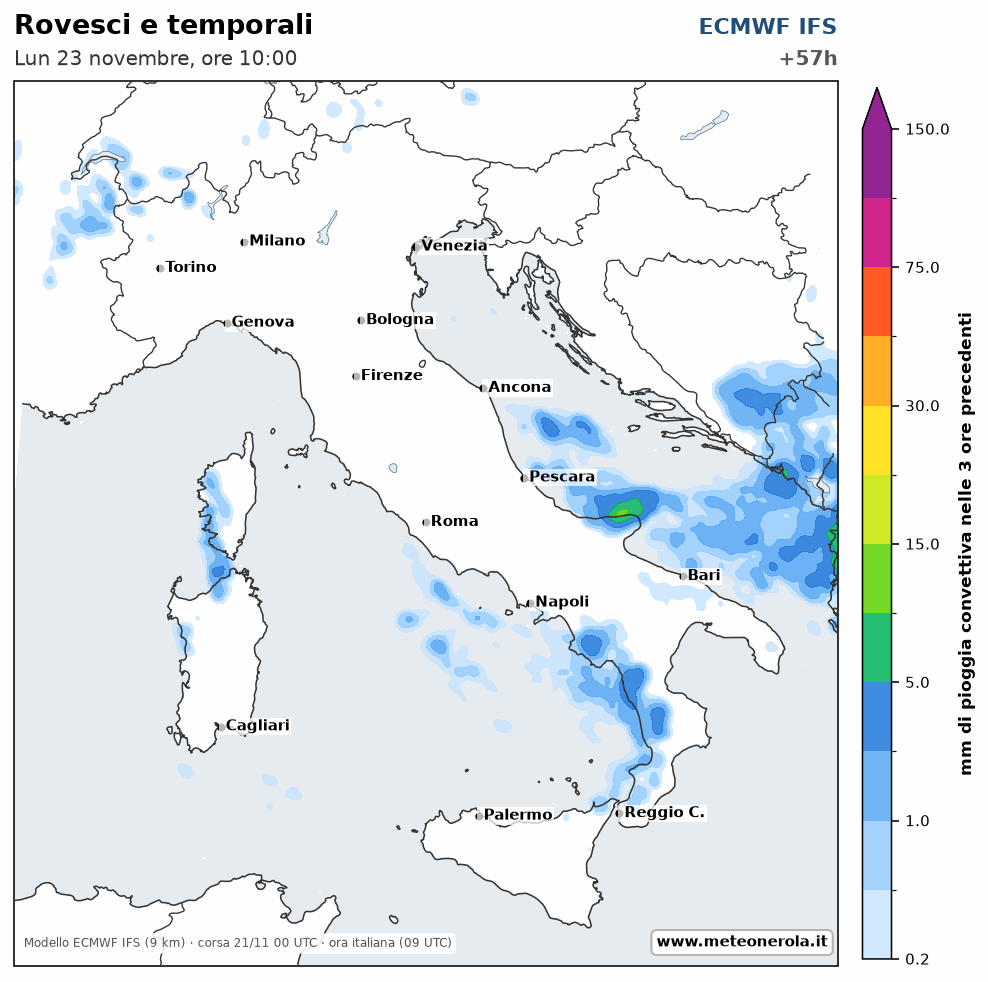 Rovesci e temporali
ECMWF IFS
Lun 23 novembre, ore 10:00
+57h
150.0
75.0
30.0
15.0
5.0
1.0
0.2
mm di pioggia convettiva nelle 3 ore precedenti
Milano
Venezia
Torino
Genova
Bologna
Firenze
Ancona
Pescara
Roma
Bari
Napoli
Cagliari
Palermo
Reggio C.
Modello ECMWF IFS (9 km) · corsa 21/11 00 UTC · ora italiana (09 UTC)
www.meteonerola.it